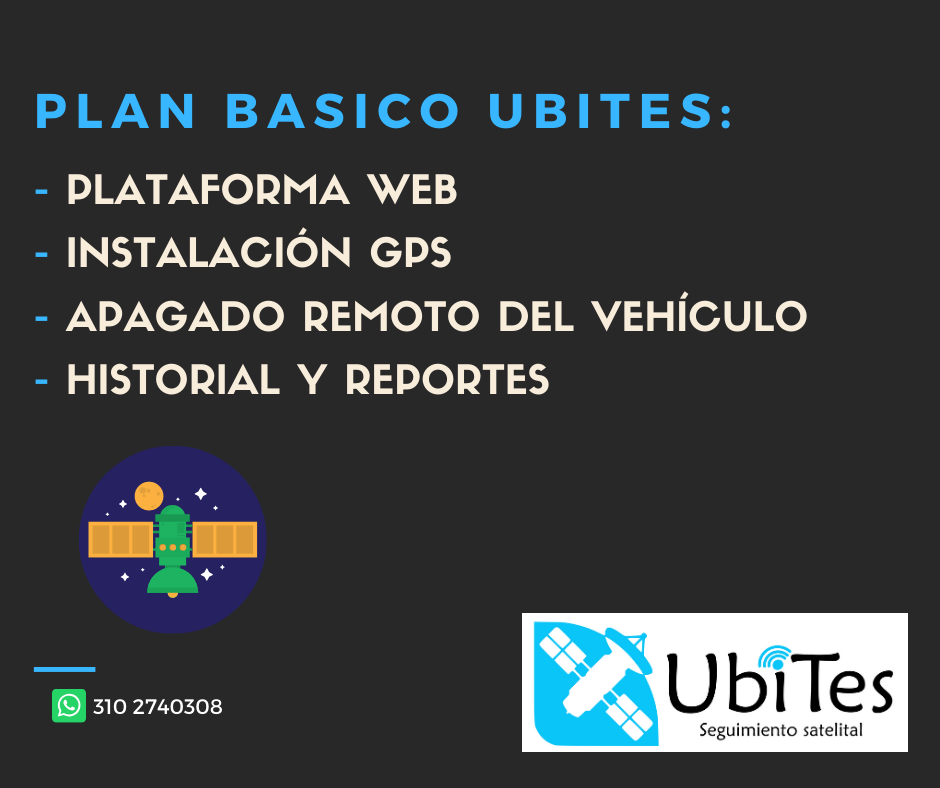 PLAN BASICO UBITES:
- PLATAFORMA WEB
- INSTALACIÓN GPS
- APAGADO REMOTO DEL VEHÍCULO
- HISTORIAL Y REPORTES
310 2740308
UbiTes
Seguimiento satelital